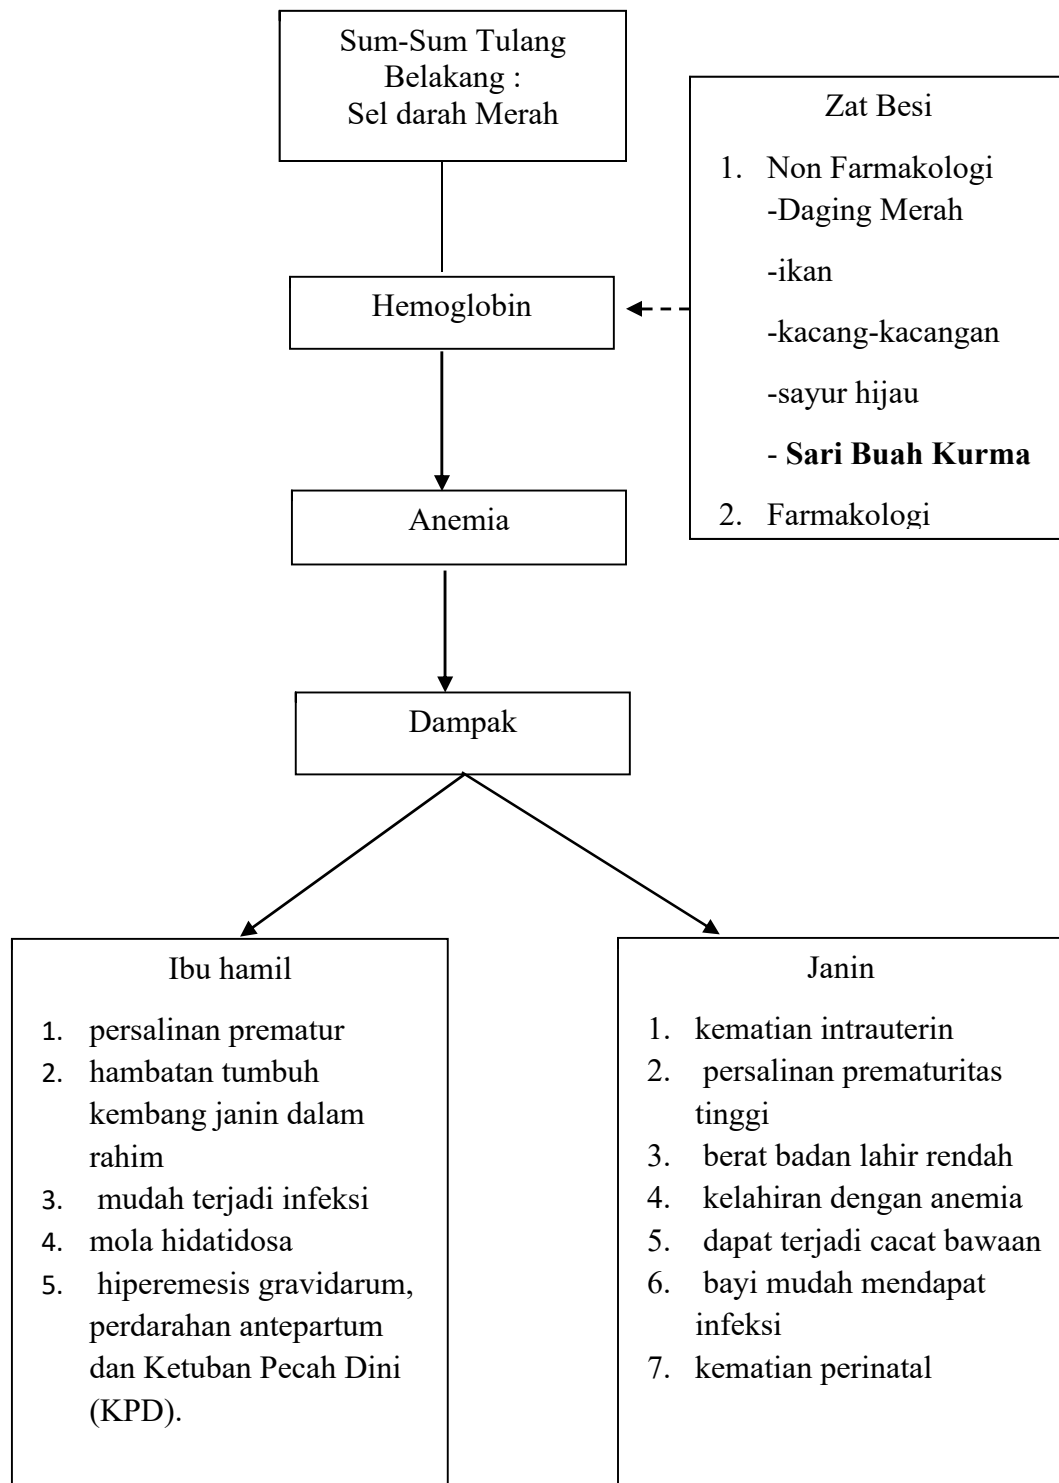 Sum-Sum Tulang
Belakang :
Sel darah Merah
Zat Besi
1. Non Farmakologi
-Daging Merah
-ikan
-kacang-kacangan
-sayur hijau
- Sari Buah Kurma
2. Farmakologi
Hemoglobin
Anemia
Dampak
Ibu hamil
1. persalinan prematur
2. hambatan tumbuh
kembang janin dalam
rahim
3. mudah terjadi infeksi
4. mola hidatidosa
5. hiperemesis gravidarum,
perdarahan antepartum
dan Ketuban Pecah Dini
(KPD).
Janin
1. kematian intrauterin
2. persalinan prematuritas
tinggi
3. berat badan lahir rendah
4. kelahiran dengan anemia
5. dapat terjadi cacat bawaan
6. bayi mudah mendapat
infeksi
7. kematian perinatal